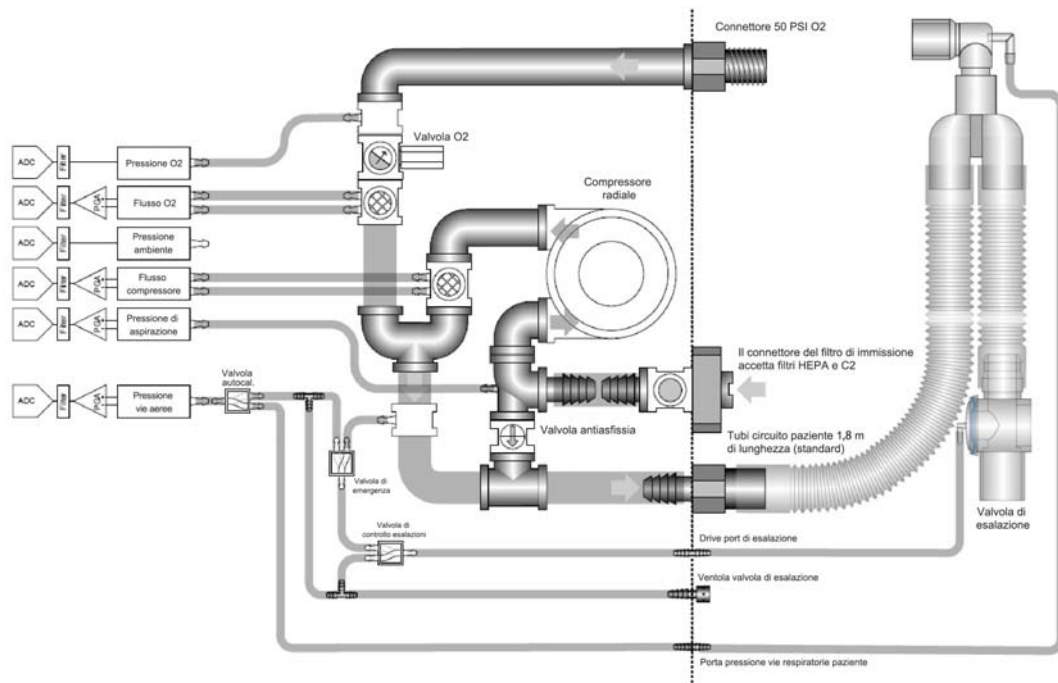 Connettore 50 PSI O2
Valvola O2
ADC
Filter
Pressione O2
Compressore
radiale
ADC
Filter
PGA
Flusso O2
ADC
Filter
Pressione
ambiente
ADC
Filter
PGA
Flusso
compressore
ADC
Filter
PGA
Pressione di
aspirazione
Il connettore del filtro di immissione
accetta filtri HEPA e C2
Valvola
autocal.
ADC
Filter
PGA
Pressione
vie aeree
Valvola antiasfissia
Tubi circuito paziente 1,8 m
di lunghezza (standard)
Valvola di
emergenza
Valvola di
esalazione
Valvola di
controllo esalazioni
Drive port di esalazione
Ventola valvola di esalazione
Porta pressione vie respiratorie paziente